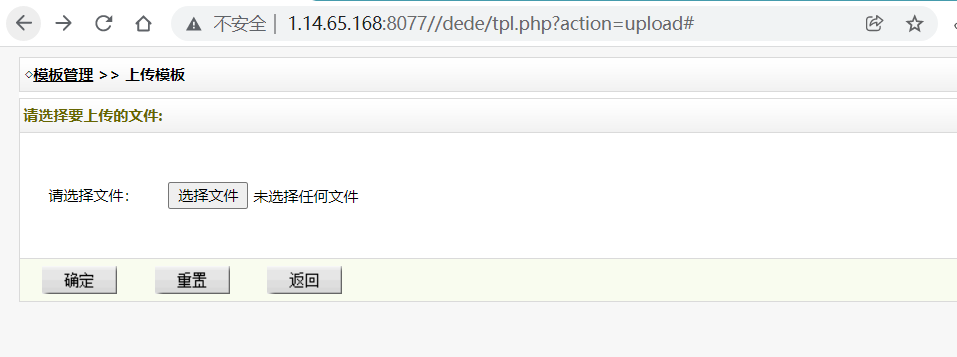 不安全 | 1.14.65.168:8077//dede/tpl.php?action=upload#
模板管理 >> 上传模板
请选择要上传的文件:
请选择文件: 选择文件 未选择任何文件
确定 重置 返回